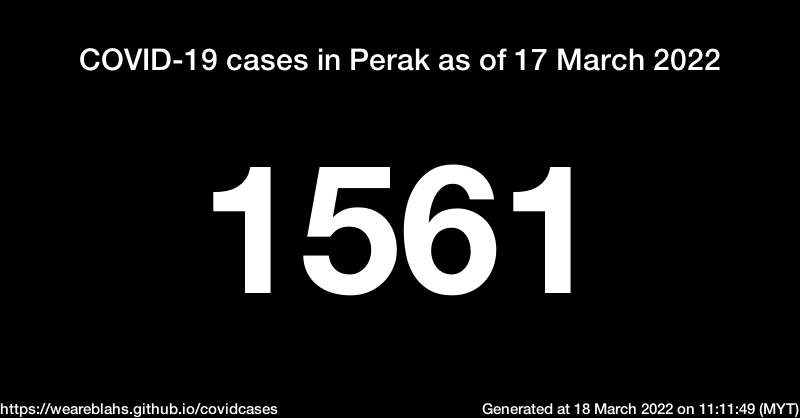 COVID-19 cases in Perak as of 17 March 2022
1561
https://weareblahs.github.io/covidcases
Generated at 18 March 2022 on 11:11:49 (MYT)